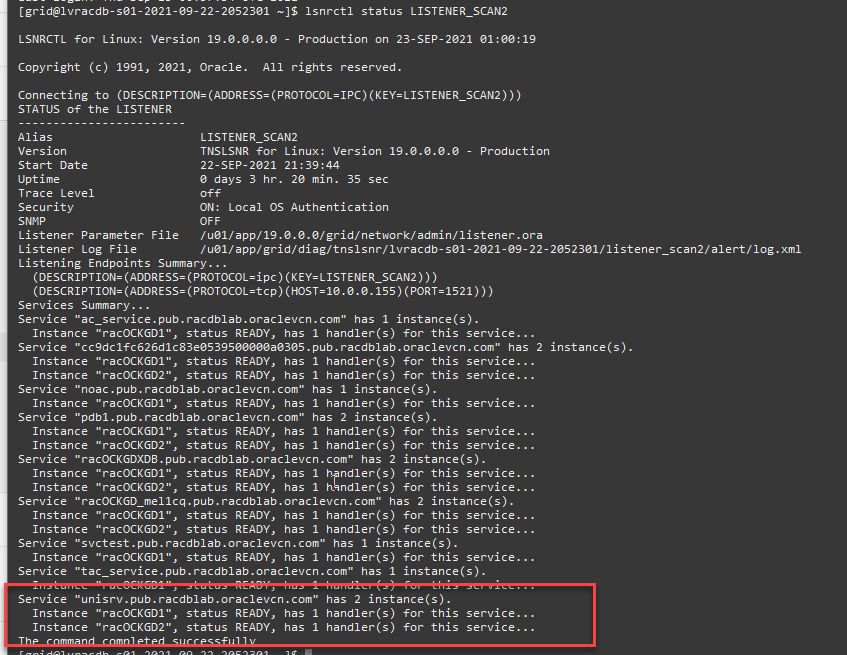 [grid@lvracdb-s01-2021-09-22-2052301 ~]$ lsnrctl status LISTENER_SCAN2
LSNRCTL for Linux: Version 19.0.0.0.0 - Production on 23-SEP-2021 01:00:19
Copyright (c) 1991, 2021, Oracle.  All rights reserved.
Connecting to (DESCRIPTION=(ADDRESS=(PROTOCOL=IPC)(KEY=LISTENER_SCAN2)))
STATUS of the LISTENER
------------------------
Alias                     LISTENER_SCAN2
Version                   TNSLSNR for Linux: Version 19.0.0.0.0 - Production
Start Date                22-SEP-2021 21:39:44
Uptime                    0 days 3 hr. 20 min. 35 sec
Trace Level               off
Security                  ON: Local OS Authentication
SNMP                      OFF
Listener Parameter File   /u01/app/19.0.0.0/grid/network/admin/listener.ora
Listener Log File         /u01/app/grid/diag/tnslsnr/lvracdb-s01-2021-09-22-2052301/listener_scan2/alert/log.xml
Listening Endpoints Summary...
  (DESCRIPTION=(ADDRESS=(PROTOCOL=ipc)(KEY=LISTENER_SCAN2)))
  (DESCRIPTION=(ADDRESS=(PROTOCOL=tcp)(HOST=10.0.0.155)(PORT=1521)))
Services Summary...
Service "ac_service.pub.racdblab.oraclevcn.com" has 1 instance(s).
  Instance "racOCKGD1", status READY, has 1 handler(s) for this service...
Service "cc9dc1fc626d1c83e0539500000a0305.pub.racdblab.oraclevcn.com" has 2 instance(s).
  Instance "racOCKGD1", status READY, has 1 handler(s) for this service...
  Instance "racOCKGD2", status READY, has 1 handler(s) for this service...
Service "noac.pub.racdblab.oraclevcn.com" has 1 instance(s).
  Instance "racOCKGD1", status READY, has 1 handler(s) for this service...
Service "pdb1.pub.racdblab.oraclevcn.com" has 2 instance(s).
  Instance "racOCKGD1", status READY, has 1 handler(s) for this service...
  Instance "racOCKGD2", status READY, has 1 handler(s) for this service...
Service "racOCKGDXDB.pub.racdblab.oraclevcn.com" has 2 instance(s).
  Instance "racOCKGD1", status READY, has 1 handler(s) for this service...
  Instance "racOCKGD2", status READY, has 1 handler(s) for this service...
Service "racOCKGD_mel1cq.pub.racdblab.oraclevcn.com" has 2 instance(s).
  Instance "racOCKGD1", status READY, has 1 handler(s) for this service...
  Instance "racOCKGD2", status READY, has 1 handler(s) for this service...
Service "svctest.pub.racdblab.oraclevcn.com" has 1 instance(s).
  Instance "racOCKGD1", status READY, has 1 handler(s) for this service...
Service "tac_service.pub.racdblab.oraclevcn.com" has 1 instance(s).
  Instance "racOCKGD1", status READY, has 1 handler(s) for this service...
Service "unisrv.pub.racdblab.oraclevcn.com" has 2 instance(s).
  Instance "racOCKGD1", status READY, has 1 handler(s) for this service...
  Instance "racOCKGD2", status READY, has 1 handler(s) for this service...
The command completed successfully
[grid@lvracdb-s01-2021-09-22-2052301 ~]$